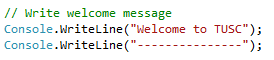 // Write welcome message
Console.WriteLine("Welcome to TUSC");
Console.WriteLine("---------------");